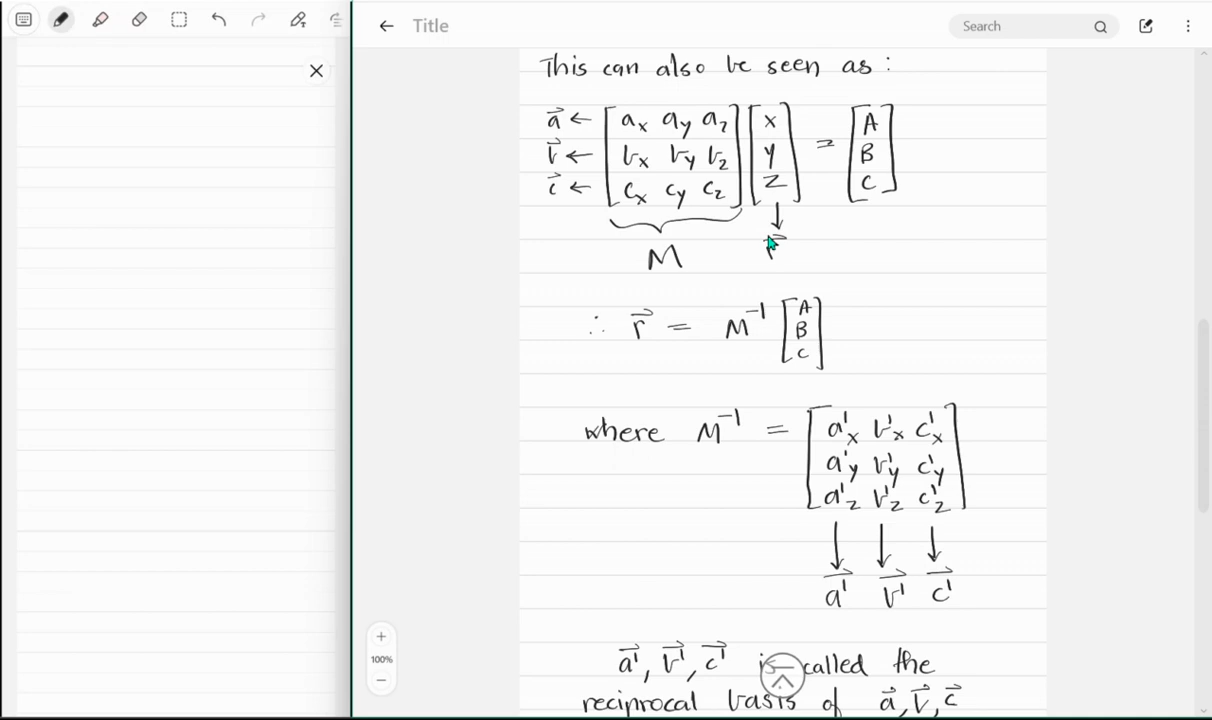 Title
Search
This can also be seen as :
a⃗ ← [ax ay az] [x] = [A]
b⃗ ← [bx by bz] [y] [B]
c⃗ ← [cx cy cz] [z] [C]
M r⃗
∴ r⃗ = M⁻¹ [A B C]
where M⁻¹ = [a'x b'x c'x
a'y b'y c'y
a'z b'z c'z]
a⃗' b⃗' c⃗'
100%
a⃗', b⃗', c⃗' is called the
reciprocal basis of a⃗, b⃗, c⃗